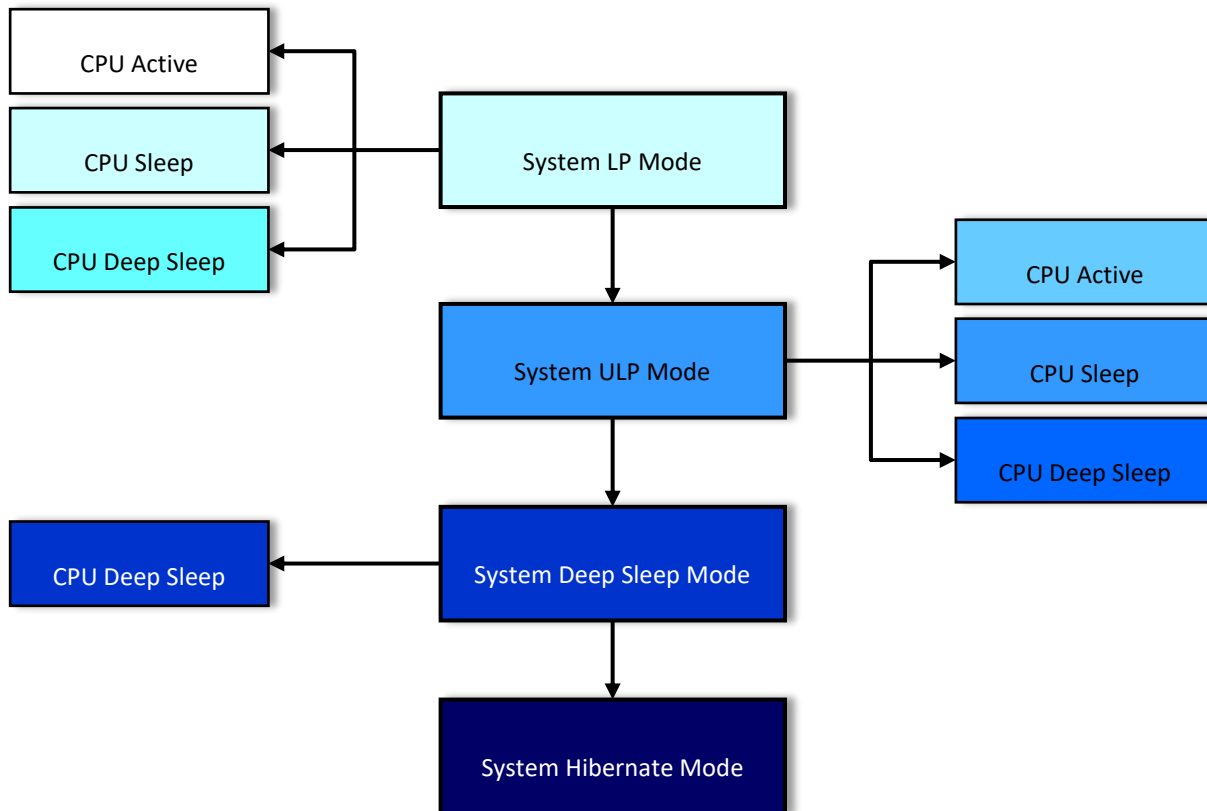 CPU Active
CPU Sleep
System LP Mode
CPU Deep Sleep
CPU Active
System ULP Mode
CPU Sleep
CPU Deep Sleep
CPU Deep Sleep
System Deep Sleep Mode
System Hibernate Mode